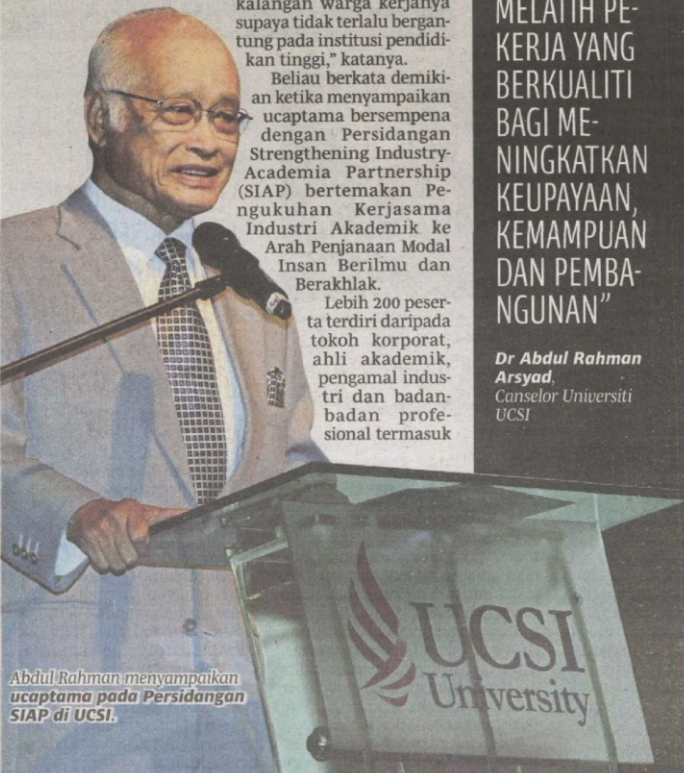 kalangan warga kerjanya
supaya tidak terlalu bergan-
tung pada institusi pendidi-
kan tinggi,” katanya.
Beliau berkata demiki-
an ketika menyampaikan
ucaptama bersempena
dengan Persidangan
Strengthening Industry-
Academia Partnership
(SIAP) bertemakan Pe-
ngukuhan Kerjasama
Industri Akademik ke
Arah Penjanaan Modal
Insan Berilmu dan
Berakhlak.
Lebih 200 peser-
ta terdiri daripada
tokoh korporat,
ahli akademik,
pengamal indus-
tri dan badan-
badan profe-
sional termasuk
MELATIH PE-
KERJA YANG
BERKUALITI
BAGI ME-
NINGKATKAN
KEUPAYAAN,
KEMAMPUAN
DAN PEMBA-
NGUNAN”
Dr Abdul Rahman
Arsyad,
Canselor Universiti
UCSI
UCSI
University
Abdul Rahman menyampaikan
ucaptama pada Persidangan
SIAP di UCSI.